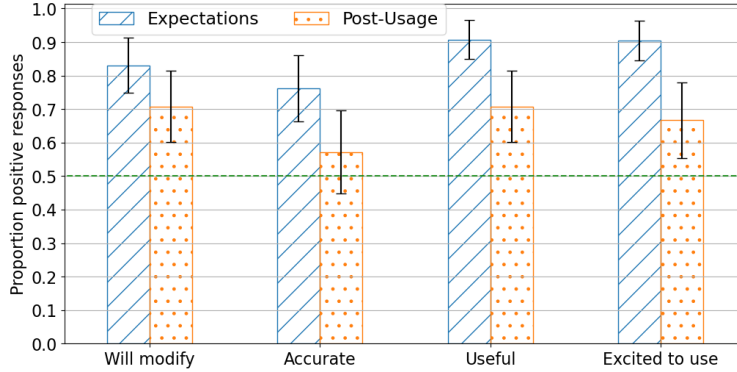 Expectations
Post-Usage
Proportion positive responses
1.0
0.9
0.8
0.7
0.6
0.5
0.4
0.3
0.2
0.1
0.0
Will modify
Accurate
Useful
Excited to use